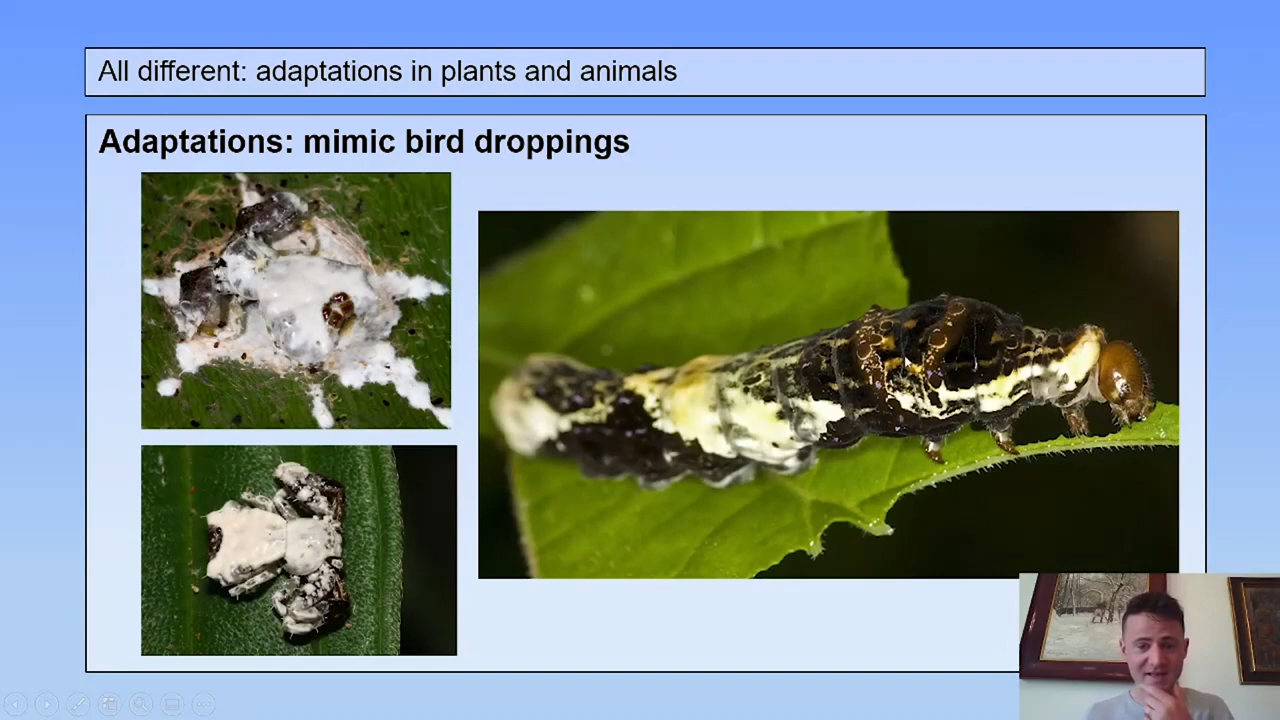 All different: adaptations in plants and animals
Adaptations: mimic bird droppings